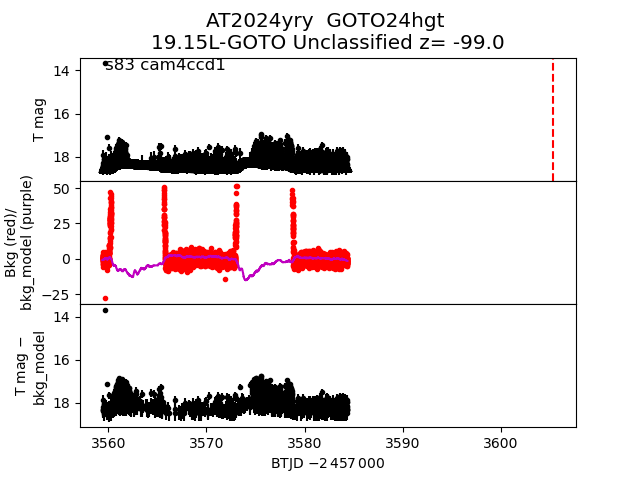 AT2024yry  GOTO24hgt
19.15L-GOTO Unclassified z= -99.0
s83 cam4ccd1
T mag
14
16
18
Bkg (red)/
bkg_model (purple)
50
25
0
−25
T mag −
bkg_model
14
16
18
3560
3570
3580
3590
3600
BTJD −2 457 000